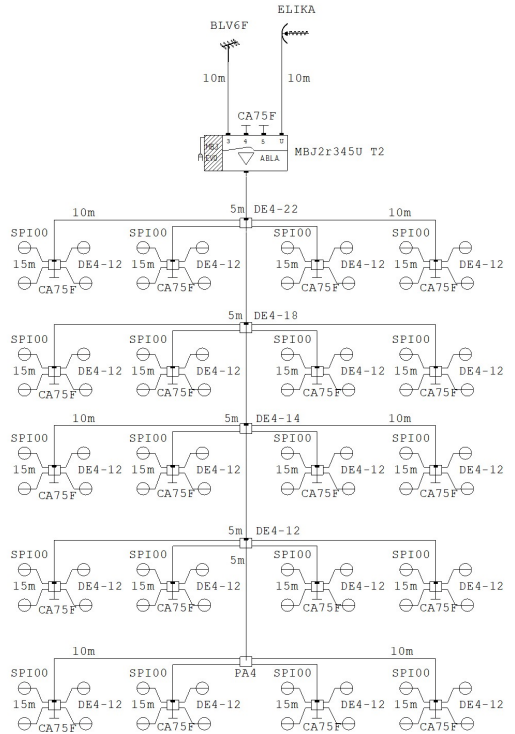 ELIKA
BLV6F
10m 10m
CA75F
3 4 5 U
MBJ
EVO ABLA.
MBJ2r345U T2
10m 5m DE4-22 10m
SPI00 SPI00 SPI00 SPI00
15m DE4-12 15m DE4-12 15m DE4-12 15m DE4-12
CA75F CA75F CA75F CA75F
5m DE4-18
SPI00 SPI00 SPI00 SPI00
15m DE4-12 15m DE4-12 15m DE4-12 15m DE4-12
CA75F CA75F CA75F CA75F
10m 5m DE4-14 10m
SPI00 SPI00 SPI00 SPI00
15m DE4-12 15m DE4-12 15m DE4-12 15m DE4-12
CA75F CA75F CA75F CA75F
5m DE4-12
5m
SPI00 SPI00 SPI00 SPI00
15m DE4-12 15m DE4-12 15m DE4-12 15m DE4-12
CA75F CA75F CA75F CA75F
10m 10m
PA4
SPI00 SPI00 SPI00 SPI00
15m DE4-12 15m DE4-12 15m DE4-12 15m DE4-12
CA75F CA75F CA75F CA75F